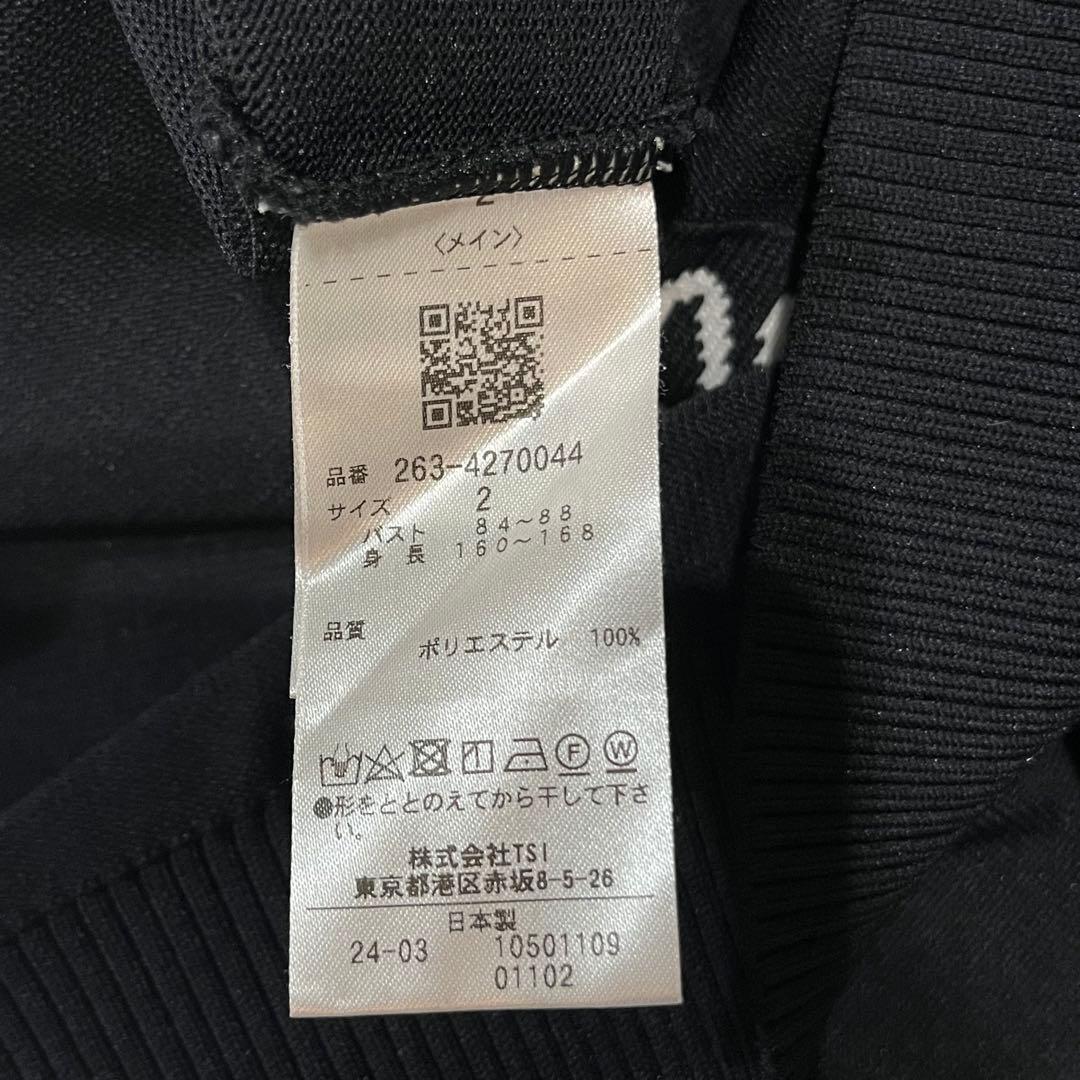 2
〈メイン〉
品番 263-4270044
サイズ 2
バスト 84〜88
身長 160〜168
品質 ポリエステル 100%
F W
●形をととのえてから干して下さ
い。
株式会社TSI
東京都港区赤坂8-5-26
日本製
24-03 10501109
01102